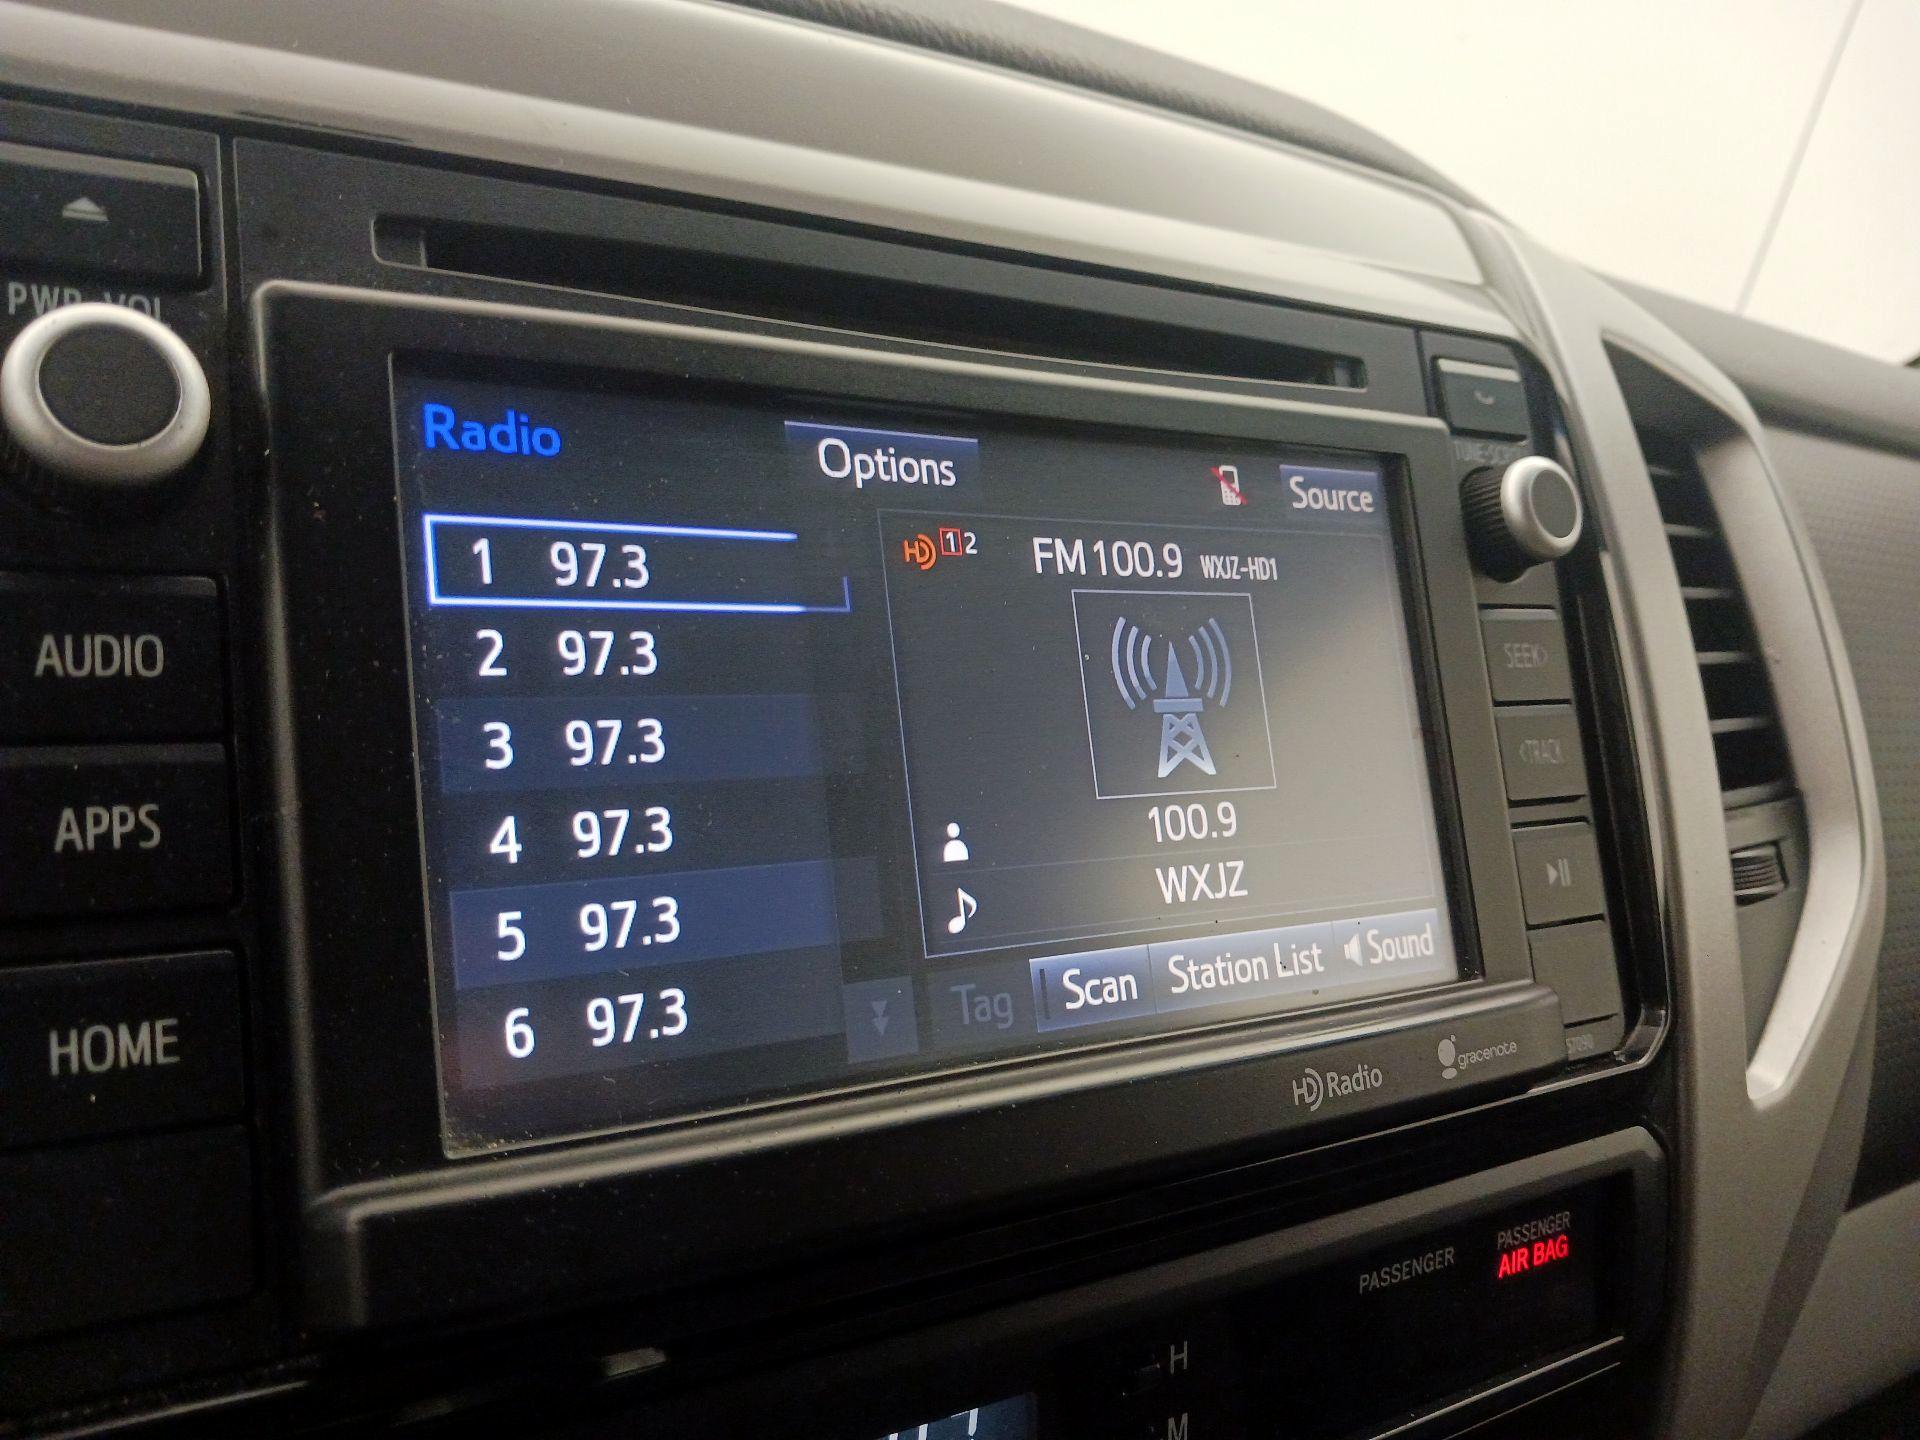 PWR·VOL
AUDIO
APPS
HOME
Radio
Options
Source
1 97.3
2 97.3
3 97.3
4 97.3
5 97.3
6 97.3
HD 1 2
FM 100.9 WXJZ-HD1
100.9
WXJZ
Tag
Scan
Station List
Sound
HD Radio
gracenote
SEEK>
<TRACK
57090
PASSENGER
PASSENGER
AIR BAG
H
M